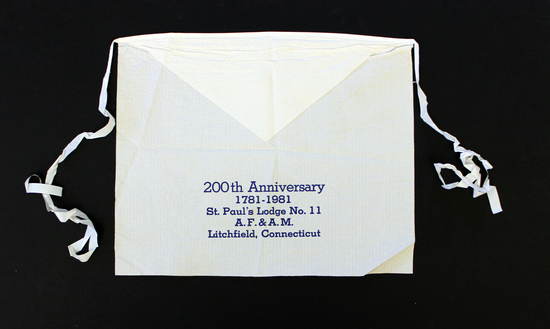 200th Anniversary
1781-1981
St. Paul's Lodge No. 11
A.F. & A.M.
Litchfield, Connecticut